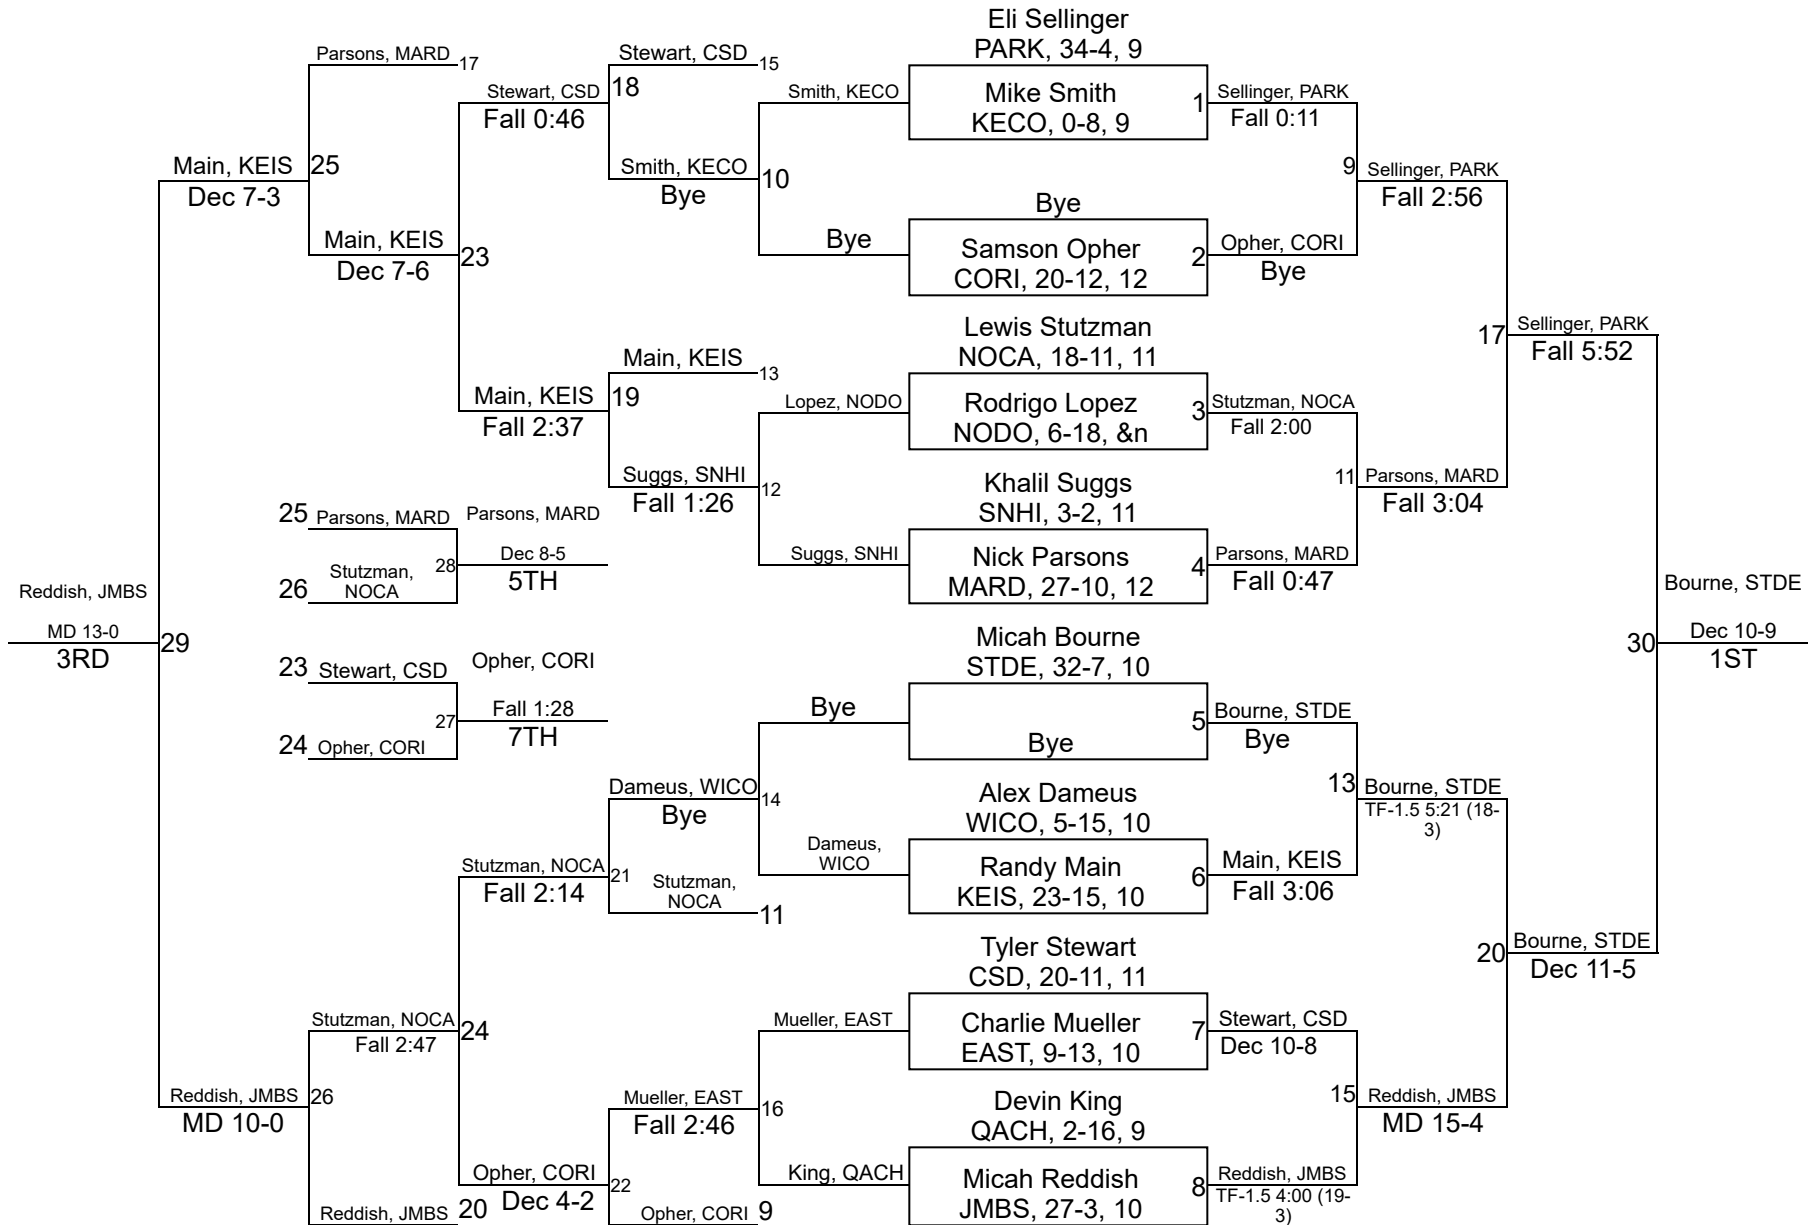 Eli Sellinger
PARK, 34-4, 9
Parsons, MARD
17
Stewart, CSD
15
Stewart, CSD
18
Fall 0:46
Smith, KECO
Mike Smith
KECO, 0-8, 9
1
Sellinger, PARK
Fall 0:11
Main, KEIS
25
Dec 7-3
Smith, KECO
10
Bye
9
Sellinger, PARK
Fall 2:56
Bye
Main, KEIS
23
Dec 7-6
Bye
Samson Opher
CORI, 20-12, 12
2
Opher, CORI
Bye
Lewis Stutzman
NOCA, 18-11, 11
17
Sellinger, PARK
Fall 5:52
Main, KEIS
13
Main, KEIS
19
Fall 2:37
Lopez, NODO
Rodrigo Lopez
NODO, 6-18, &n
3
Stutzman, NOCA
Fall 2:00
Suggs, SNHI
12
Fall 1:26
Khalil Suggs
SNHI, 3-2, 11
11
Parsons, MARD
Fall 3:04
25
Parsons, MARD
Parsons, MARD
28
Dec 8-5
5TH
26
Stutzman,
NOCA
Suggs, SNHI
Nick Parsons
MARD, 27-10, 12
4
Parsons, MARD
Fall 0:47
Reddish, JMBS
29
MD 13-0
3RD
Bourne, STDE
30
Dec 10-9
1ST
Micah Bourne
STDE, 32-7, 10
23
Stewart, CSD
Opher, CORI
27
Fall 1:28
7TH
24
Opher, CORI
Bye
Bye
5
Bourne, STDE
Bye
Dameus, WICO
14
Bye
Alex Dameus
WICO, 5-15, 10
13
Bourne, STDE
TF-1.5 5:21 (18-
3)
Stutzman, NOCA
21
Fall 2:14
Stutzman,
NOCA
11
Dameus,
WICO
Randy Main
KEIS, 23-15, 10
6
Main, KEIS
Fall 3:06
Tyler Stewart
CSD, 20-11, 11
20
Bourne, STDE
Dec 11-5
Stutzman, NOCA
24
Fall 2:47
Mueller, EAST
Charlie Mueller
EAST, 9-13, 10
7
Stewart, CSD
Dec 10-8
Reddish, JMBS
26
MD 10-0
Mueller, EAST
16
Fall 2:46
Devin King
QACH, 2-16, 9
15
Reddish, JMBS
MD 15-4
Opher, CORI
22
Dec 4-2
King, QACH
Micah Reddish
JMBS, 27-3, 10
8
Reddish, JMBS
TF-1.5 4:00 (19-
3)
Reddish, JMBS
20
Opher, CORI
9